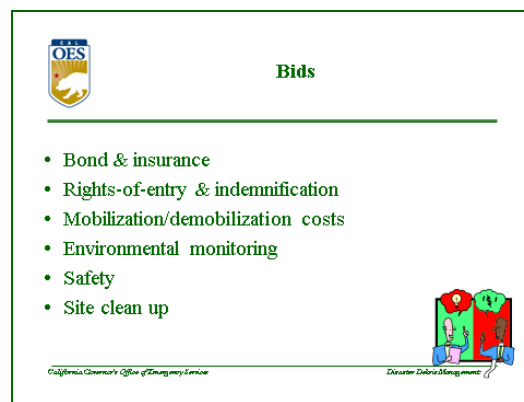 CAL
OES
Bids
• Bond & insurance
• Rights-of-entry & indemnification
• Mobilization/demobilization costs
• Environmental monitoring
• Safety
• Site clean up
California Governor's Office of Emergency Services
Disaster Debris Management